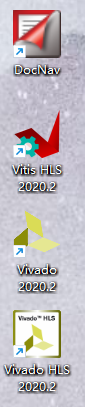 DocNav
Vitis HLS
2020.2
Vivado
2020.2
Vivado™ HLS
Vivado HLS
2020.2